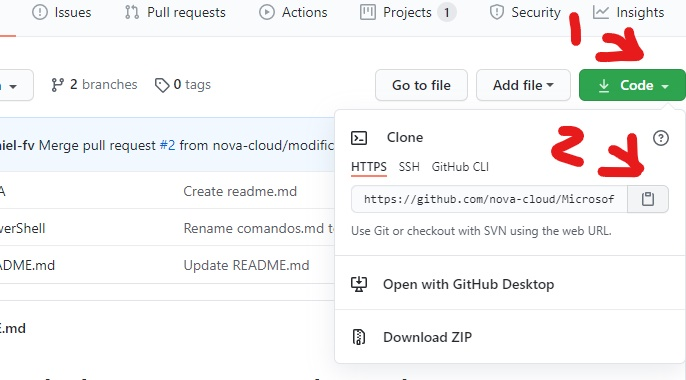 Issues Pull requests Actions Projects 1 Security Insights
1
2 branches 0 tags Go to file Add file Code
iel-fv Merge pull request #2 from nova-cloud/modific
Clone
2
HTTPS SSH GitHub CLI
A Create readme.md
https://github.com/nova-cloud/Microsof
werShell Rename comandos.md t
Use Git or checkout with SVN using the web URL.
ADME.md Update README.md
Open with GitHub Desktop
E.md
Download ZIP